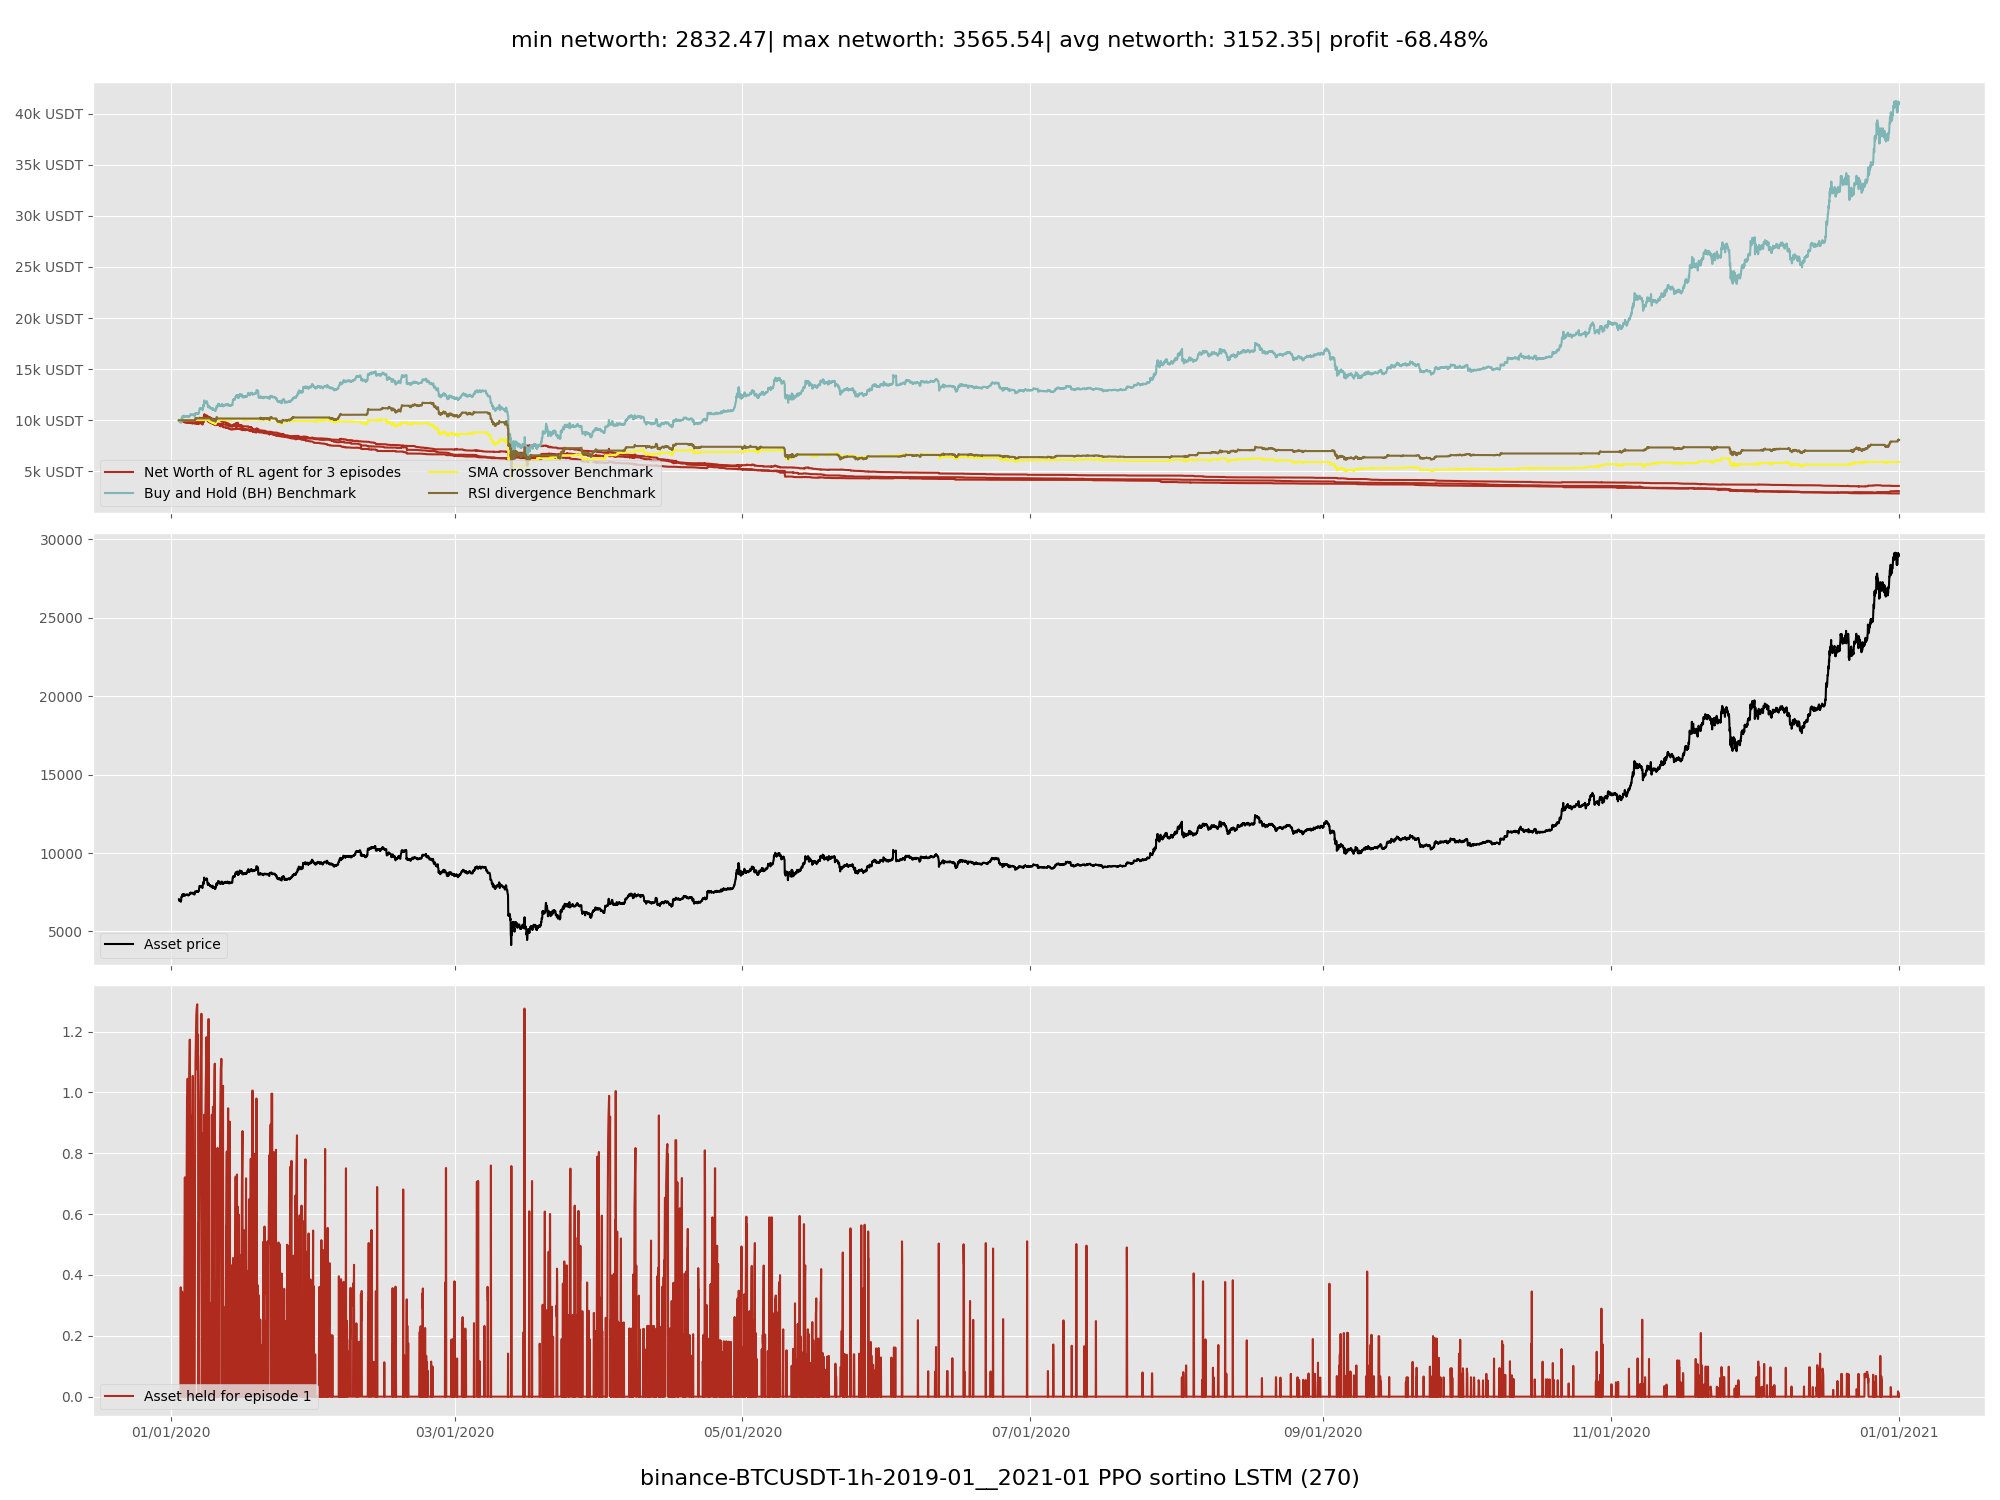 min networth: 2832.47| max networth: 3565.54| avg networth: 3152.35| profit -68.48%
40k USDT
35k USDT
30k USDT
25k USDT
20k USDT
15k USDT
10k USDT
5k USDT
Net Worth of RL agent for 3 episodes
Buy and Hold (BH) Benchmark
SMA crossover Benchmark
RSI divergence Benchmark
30000
25000
20000
15000
10000
5000
Asset price
1.2
1.0
0.8
0.6
0.4
0.2
0.0
Asset held for episode 1
01/01/2020 03/01/2020 05/01/2020 07/01/2020 09/01/2020 11/01/2020 01/01/2021
binance-BTCUSDT-1h-2019-01__2021-01 PPO sortino LSTM (270)